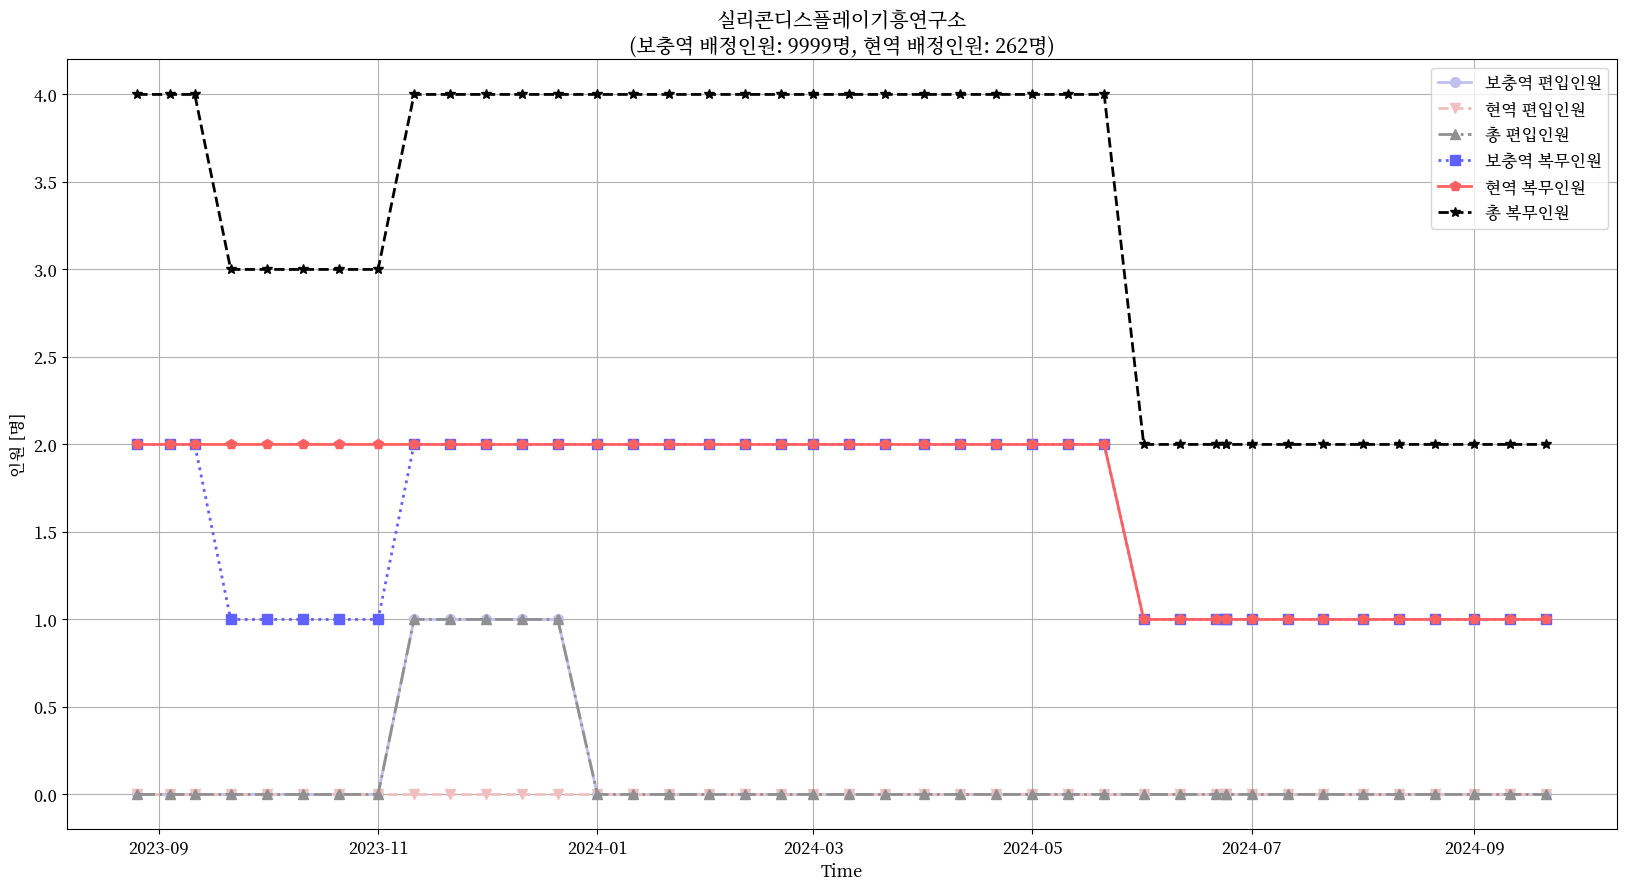 실리콘디스플레이기흥연구소
(보충역 배정인원: 9999명, 현역 배정인원: 262명)
보충역 편입인원
현역 편입인원
총 편입인원
보충역 복무인원
현역 복무인원
총 복무인원
4.0
3.5
3.0
2.5
2.0
1.5
1.0
0.5
0.0
인원 [명]
2023-09
2023-11
2024-01
2024-03
2024-05
2024-07
2024-09
Time